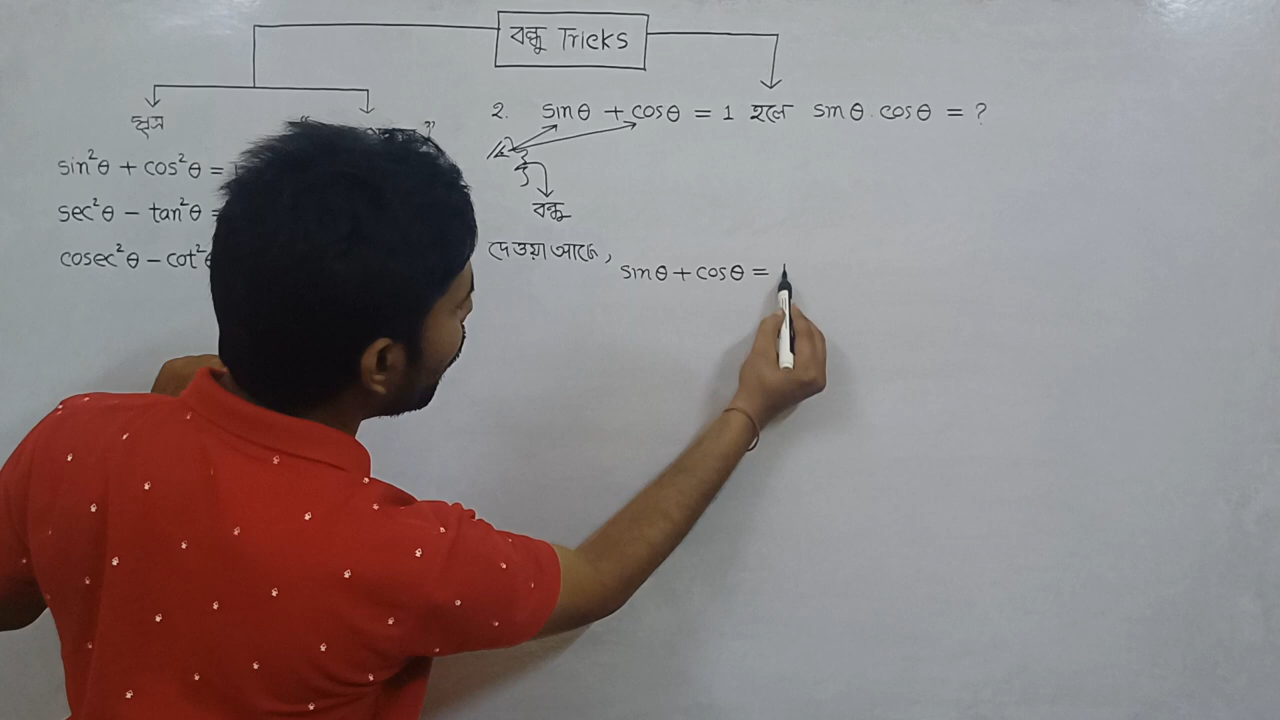 বন্ধু Tricks
সূত্র
“ ”
sin²θ + cos²θ =
sec²θ − tan²θ =
cosec²θ − cot²θ
2. sinθ + cosθ = 1 হলে sinθ. cosθ = ?
বন্ধু
দেওয়া আছে,
sinθ + cosθ =